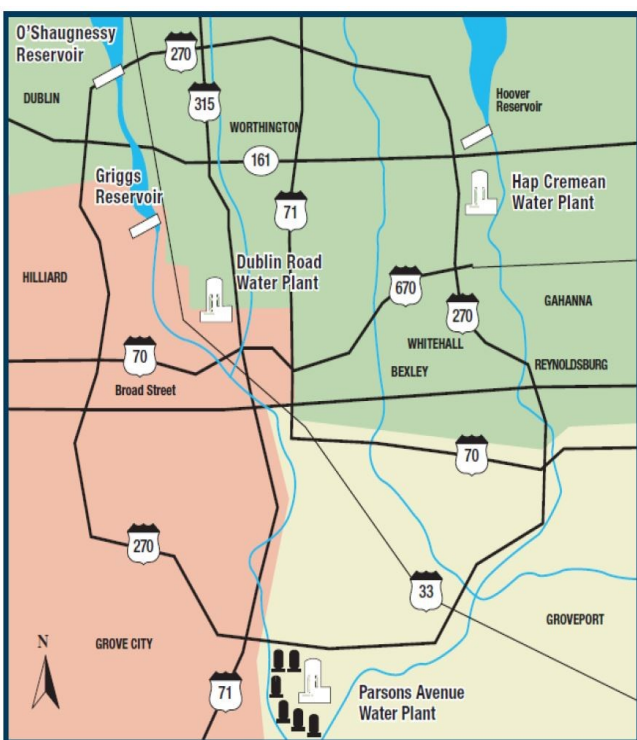 O'Shaugnessy
Reservoir
270
DUBLIN
315
Hoover
Reservoir
WORTHINGTON
161
Griggs
Reservoir
Hap Cremean
Water Plant
71
Dublin Road
Water Plant
HILLIARD
670
270
GAHANNA
WHITEHALL
70
BEXLEY
REYNOLDSBURG
Broad Street
70
270
33
GROVEPORT
N
GROVE CITY
71
Parsons Avenue
Water Plant